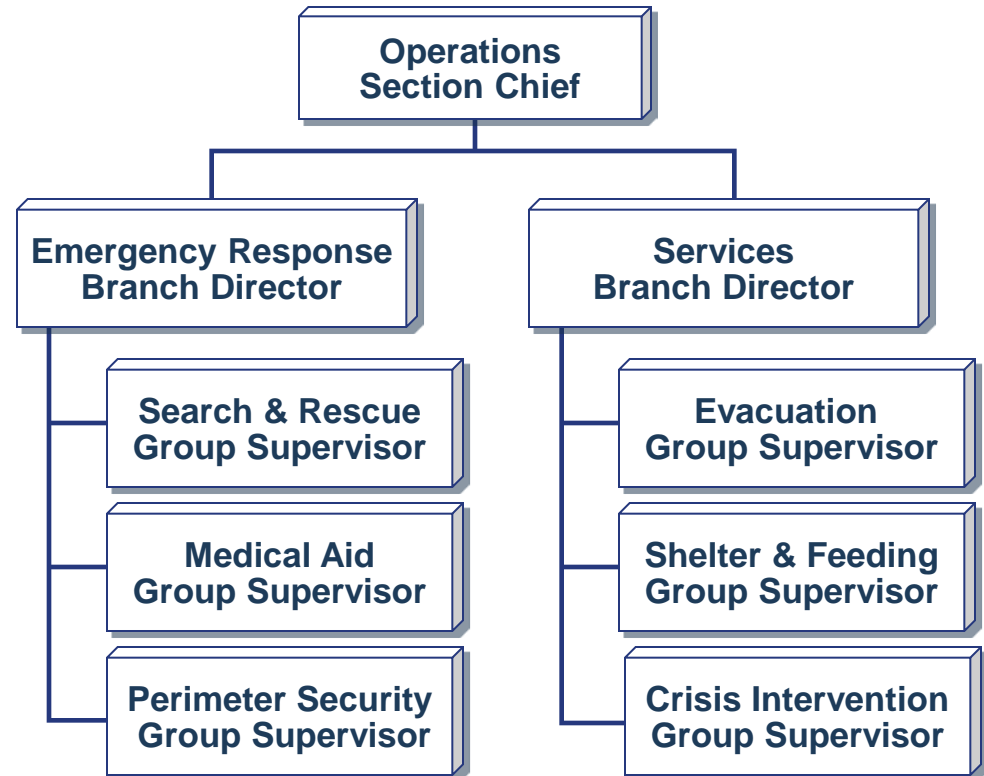 Operations
Section Chief
Emergency Response
Branch Director
Services
Branch Director
Search & Rescue
Group Supervisor
Evacuation
Group Supervisor
Medical Aid
Group Supervisor
Shelter & Feeding
Group Supervisor
Perimeter Security
Group Supervisor
Crisis Intervention
Group Supervisor